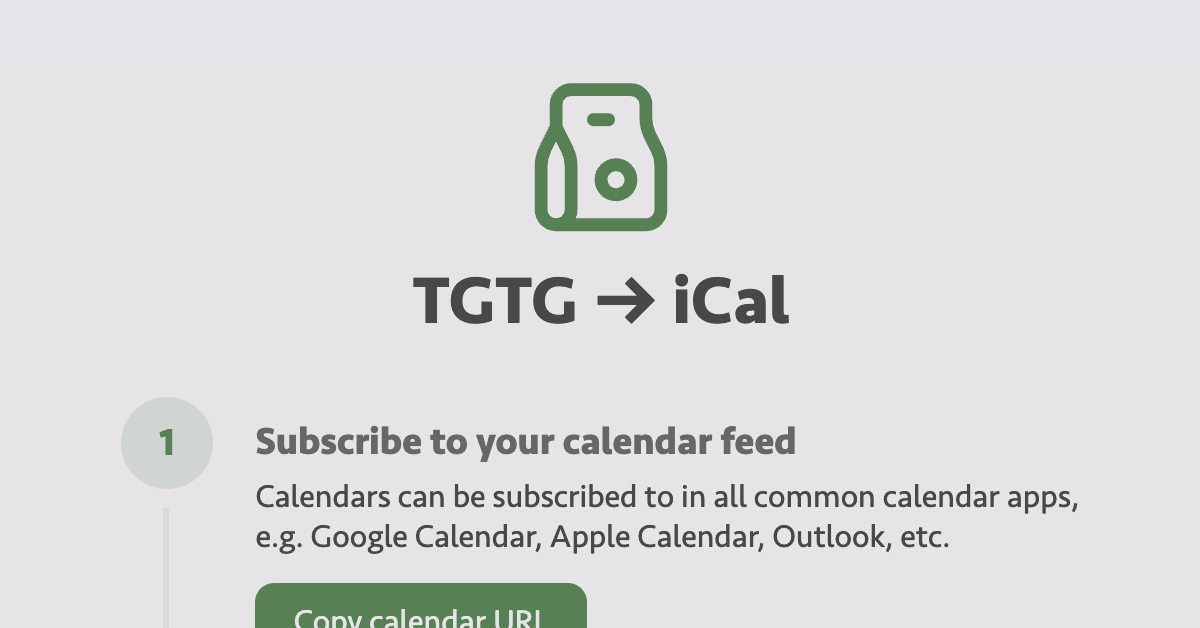 TGTG → iCal
1
Subscribe to your calendar feed
Calendars can be subscribed to in all common calendar apps,
e.g. Google Calendar, Apple Calendar, Outlook, etc.
Copy calendar URL